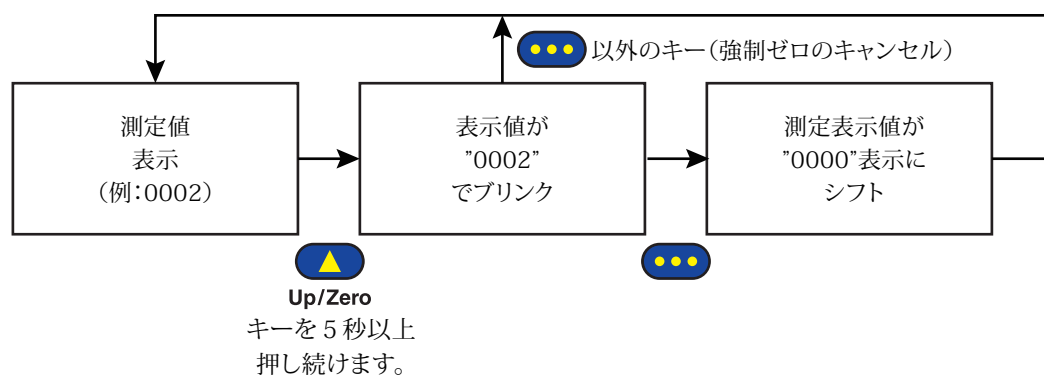 以外のキー（強制ゼロのキャンセル）
測定値
表示
（例：0002）
表示値が
”0002”
でブリンク
測定表示値が
”0000”表示に
シフト
Up/Zero
キーを５秒以上
押し続けます。